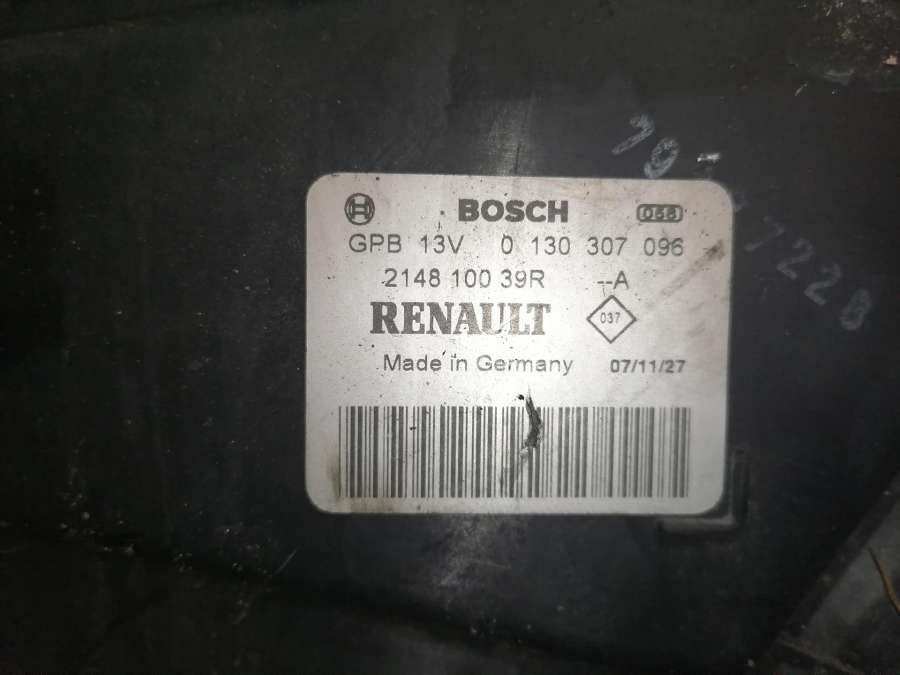 BOSCH
GPB 13V 0 130 307 096
2148 100 39R --A
RENAULT
037
Made in Germany 07/11/27